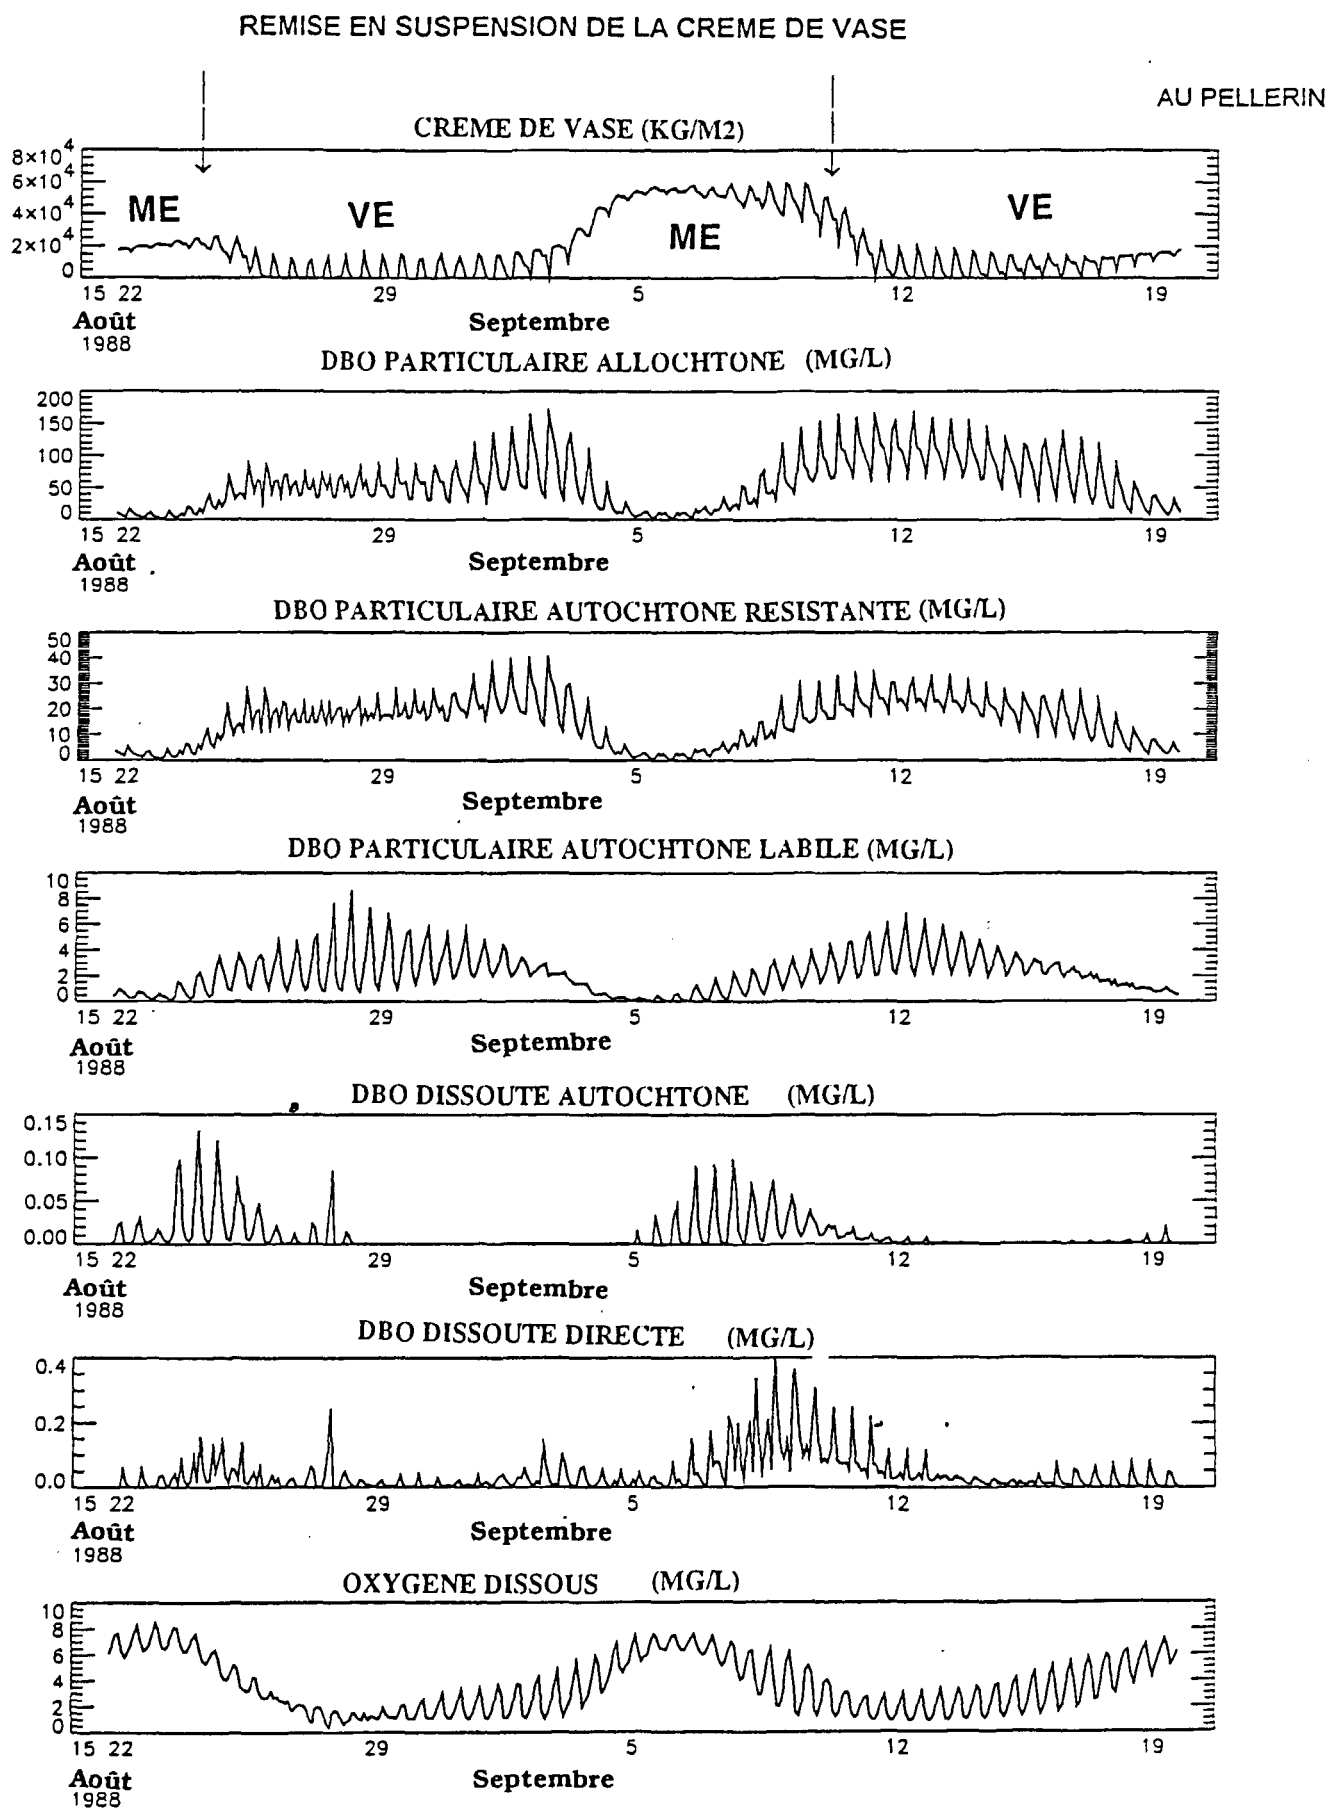 REMISE EN SUSPENSION DE LA CREME DE VASE
AU PELLERIN
CREME DE VASE (KG/M2)
8×10⁴
6×10⁴
4×10⁴
2×10⁴
0
ME VE ME VE
15 22 29 5 12 19
Août Septembre
1988
DBO PARTICULAIRE ALLOCHTONE (MG/L)
200
150
100
50
0
15 22 29 5 12 19
Août Septembre
1988
DBO PARTICULAIRE AUTOCHTONE RESISTANTE (MG/L)
50
40
30
20
10
0
15 22 29 5 12 19
Août Septembre
1988
DBO PARTICULAIRE AUTOCHTONE LABILE (MG/L)
10
8
6
4
2
0
15 22 29 5 12 19
Août Septembre
1988
DBO DISSOUTE AUTOCHTONE (MG/L)
0.15
0.10
0.05
0.00
15 22 29 5 12 19
Août Septembre
1988
DBO DISSOUTE DIRECTE (MG/L)
0.4
0.2
0.0
15 22 29 5 12 19
Août Septembre
1988
OXYGENE DISSOUS (MG/L)
10
8
6
4
2
0
15 22 29 5 12 19
Août Septembre
1988